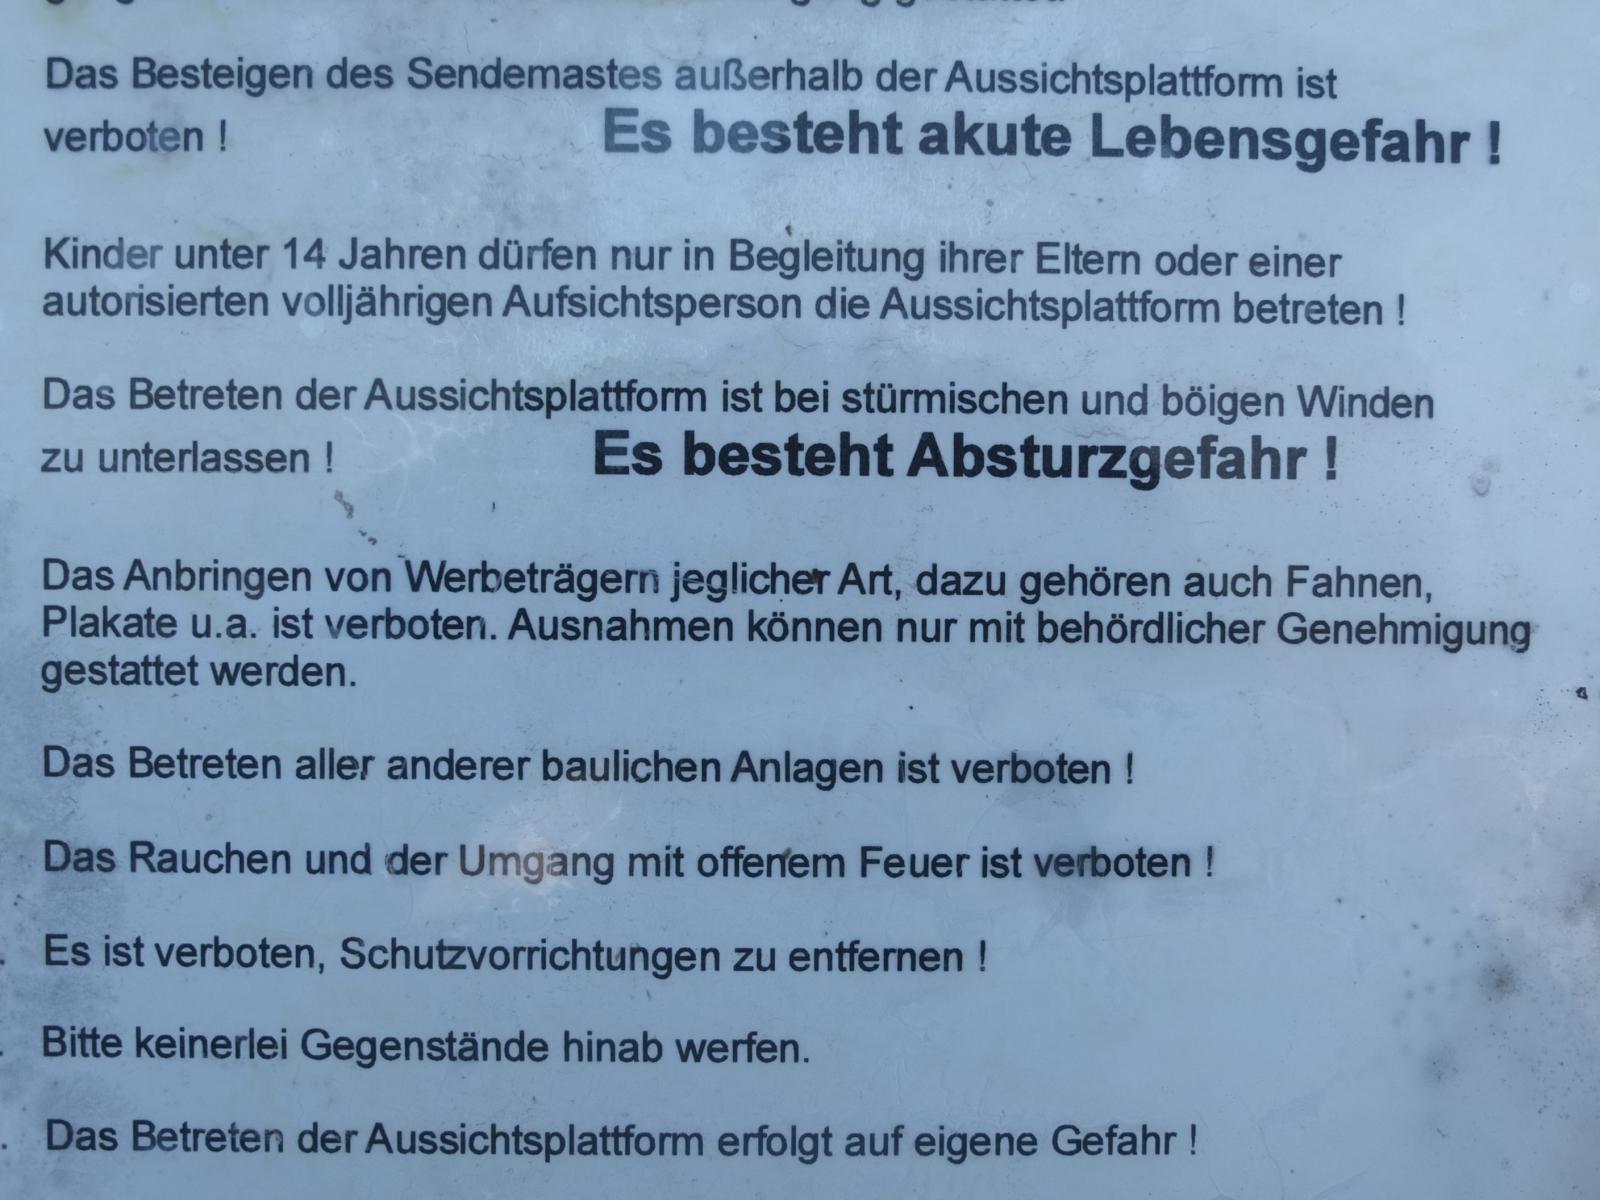 Das Besteigen des Sendemastes außerhalb der Aussichtsplattform ist
verboten ! Es besteht akute Lebensgefahr !
Kinder unter 14 Jahren dürfen nur in Begleitung ihrer Eltern oder einer
autorisierten volljährigen Aufsichtsperson die Aussichtsplattform betreten !
Das Betreten der Aussichtsplattform ist bei stürmischen und böigen Winden
zu unterlassen ! Es besteht Absturzgefahr !
Das Anbringen von Werbeträgern jeglicher Art, dazu gehören auch Fahnen,
Plakate u.a. ist verboten. Ausnahmen können nur mit behördlicher Genehmigung
gestattet werden.
Das Betreten aller anderer baulichen Anlagen ist verboten !
Das Rauchen und der Umgang mit offenem Feuer ist verboten !
Es ist verboten, Schutzvorrichtungen zu entfernen !
Bitte keinerlei Gegenstände hinab werfen.
Das Betreten der Aussichtsplattform erfolgt auf eigene Gefahr !